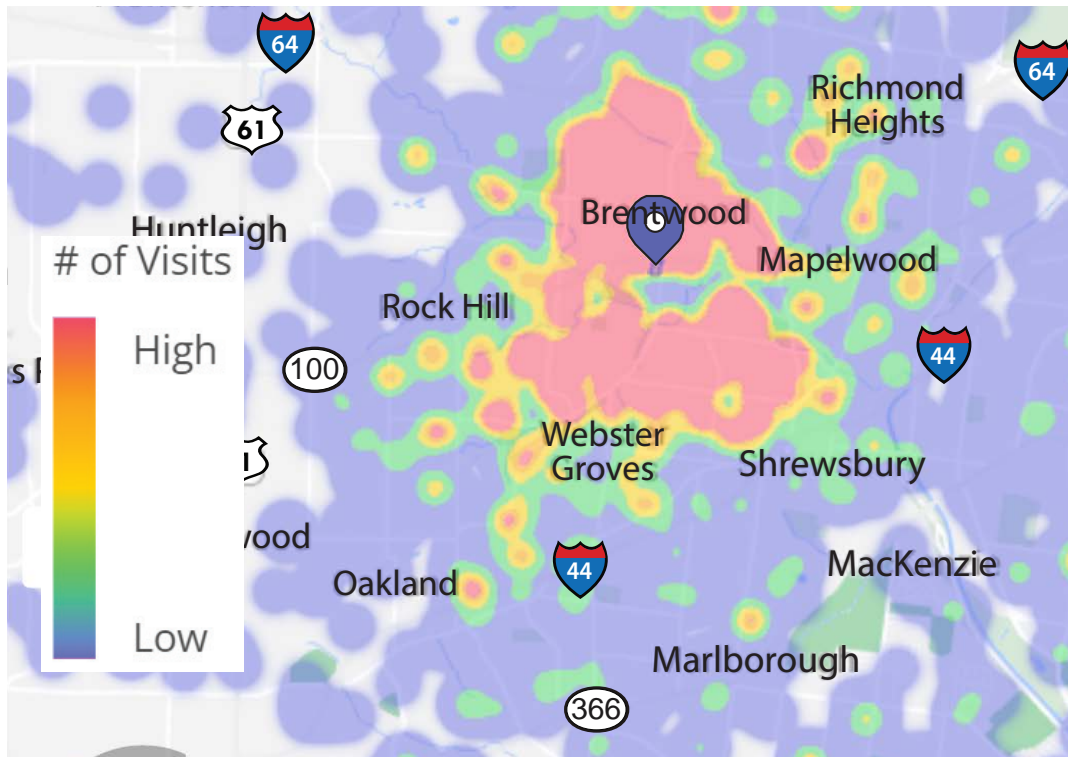 64
64
Richmond
Heights
61
Brentwood
Huntleigh
# of Visits
Mapelwood
Rock Hill
High
44
100
s
Webster
Groves
Shrewsbury
1
wood
44
MacKenzie
Oakland
Low
Marlborough
366